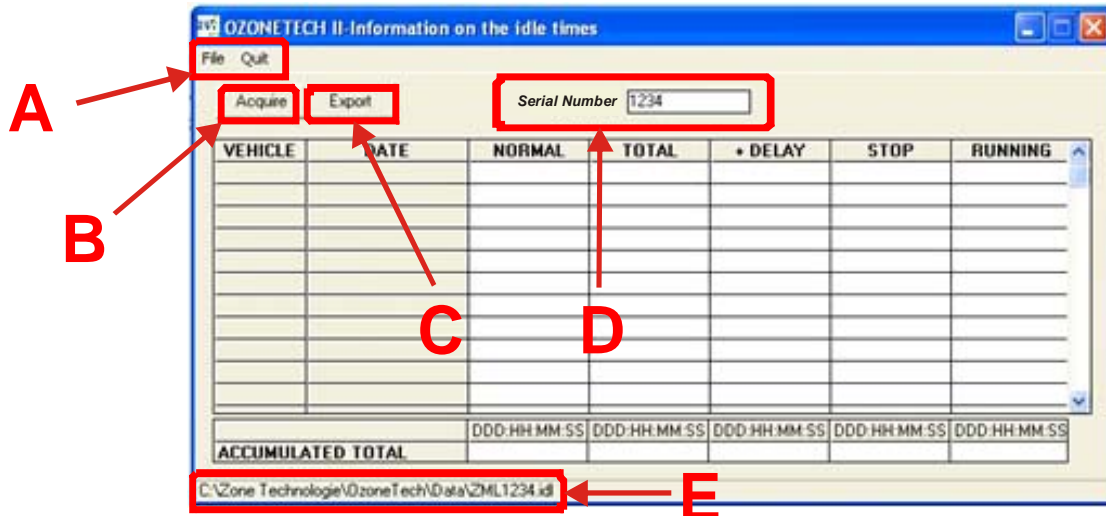 OZONETECH II-Information on the idle times
File Quit
A
Acquire Export Serial Number 1234
VEHICLE DATE NORMAL TOTAL + DELAY STOP RUNNING
B
C D
DDD:HH:MM:SS DDD:HH:MM:SS DDD:HH:MM:SS DDD:HH:MM:SS DDD:HH:MM:SS
ACCUMULATED TOTAL
C:\Zone Technologie\OzoneTech\Data\ZML1234.idl E